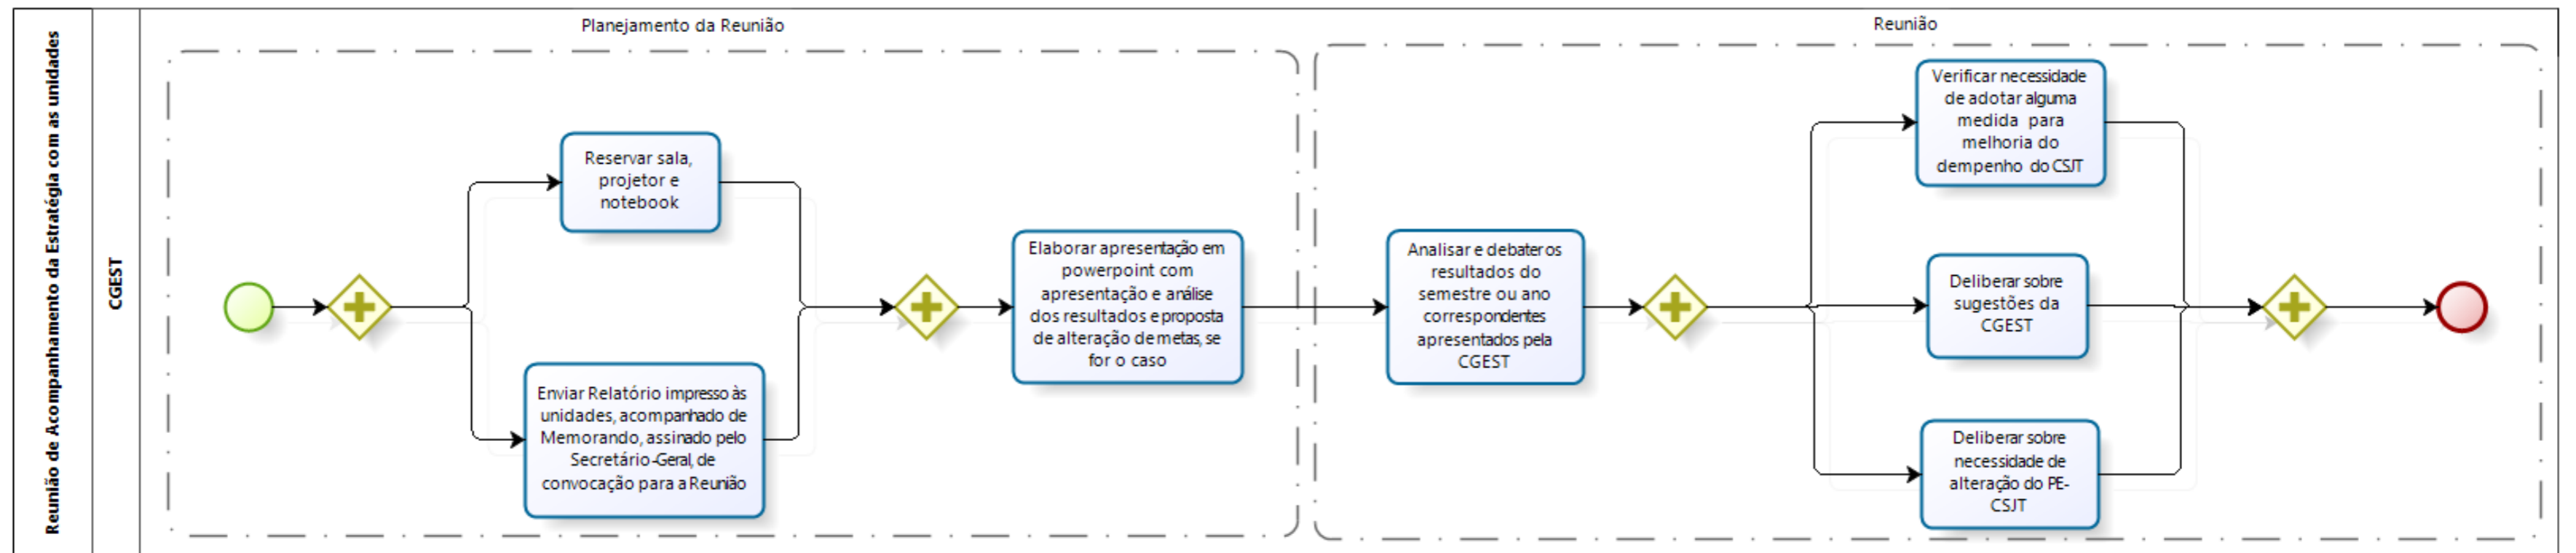 Reunião de Acompanhamento da Estratégia com as unidades
CGEST
Planejamento da Reunião
Reservar sala,
projetor e
notebook
Enviar Relatório impresso às
unidades, acompanhado de
Memorando, assinado pelo
Secretário-Geral, de
convocação para a Reunião
Elaborar apresentação em
powerpoint com
apresentação e análise
dos resultados e proposta
de alteração de metas, se
for o caso
Reunião
Analisar e debater os
resultados do
semestre ou ano
correspondentes
apresentados pela
CGEST
Verificar necessidade
de adotar alguma
medida para
melhoria do
dempenho do CSJT
Deliberar sobre
sugestões da
CGEST
Deliberar sobre
necessidade de
alteração do PE-
CSJT